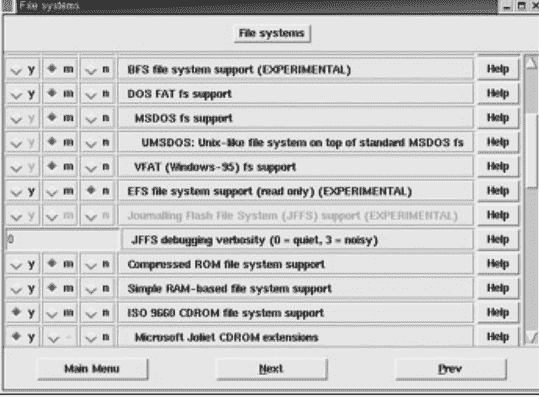 File systems
File systems
y m n BFS file system support (EXPERIMENTAL) Help
y m n DOS FAT fs support Help
y m n MSDOS fs support Help
y m n UMSDOS: Unix-like file system on top of standard MSDOS fs Help
y m n VFAT (Windows-95) fs support Help
y m n EFS file system support (read only) (EXPERIMENTAL) Help
y m n Journalling Flash File System (JFFS) support (EXPERIMENTAL) Help
0 JFFS debugging verbosity (0 = quiet, 3 = noisy) Help
y m n Compressed ROM file system support Help
y m n Simple RAM-based file system support Help
y m n ISO 9660 CDROM file system support Help
y - n Microsoft Joliet CDROM extensions Help
Main Menu Next Prev